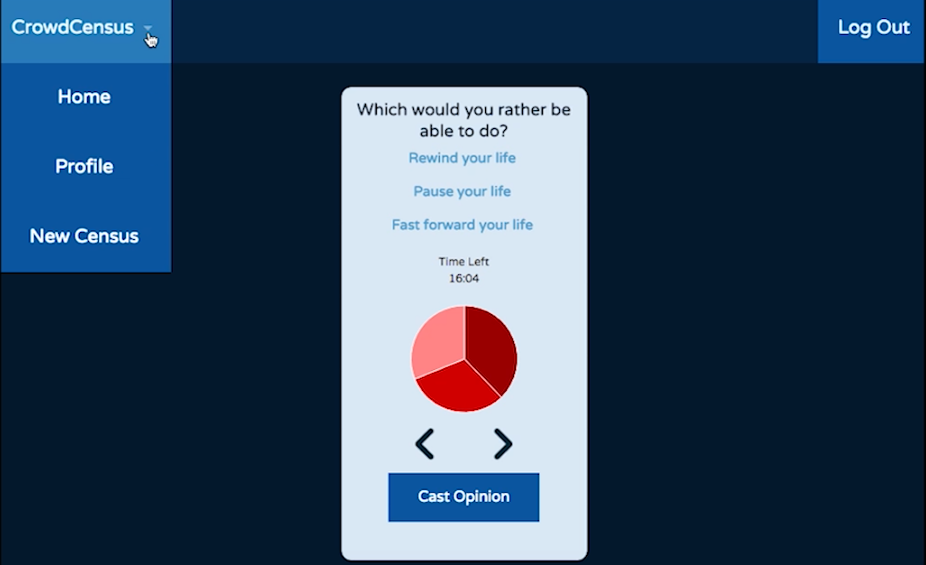 CrowdCensus
Log Out
Home
Profile
New Census
Which would you rather be
able to do?
Rewind your life
Pause your life
Fast forward your life
Time Left
16:04
Cast Opinion